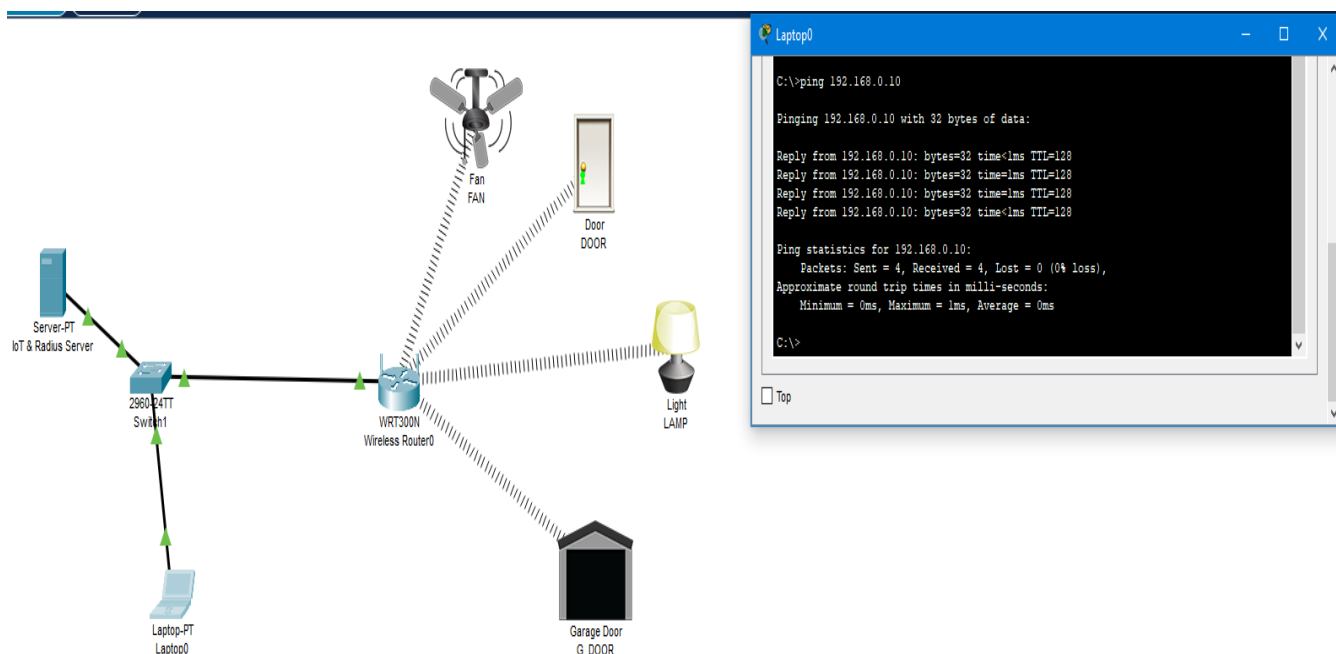 Fan
FAN
Door
DOOR
Server-PT
IoT & Radius Server
2960-24TT
Switch1
WRT300N
Wireless Router0
Light
LAMP
Laptop-PT
Laptop0
Garage Door
G_DOOR
Laptop0
C:\>ping 192.168.0.10
Pinging 192.168.0.10 with 32 bytes of data:
Reply from 192.168.0.10: bytes=32 time<1ms TTL=128
Reply from 192.168.0.10: bytes=32 time=1ms TTL=128
Reply from 192.168.0.10: bytes=32 time=1ms TTL=128
Reply from 192.168.0.10: bytes=32 time<1ms TTL=128
Ping statistics for 192.168.0.10:
Packets: Sent = 4, Received = 4, Lost = 0 (0% loss),
Approximate round trip times in milli-seconds:
Minimum = 0ms, Maximum = 1ms, Average = 0ms
C:\>
Top